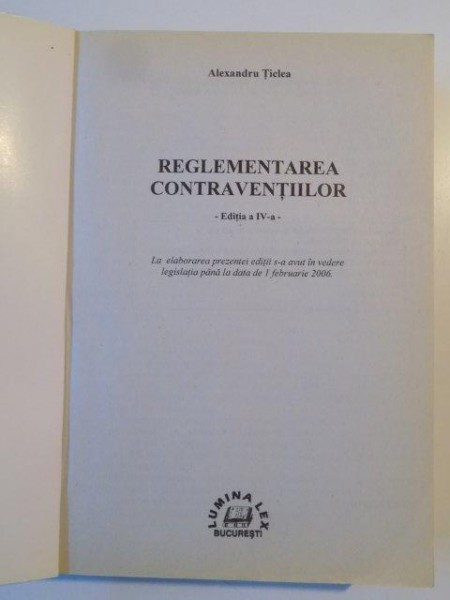 Alexandru Țiclea
REGLEMENTAREA
CONTRAVENȚIILOR
- Ediția a IV-a -
La elaborarea prezentei ediții s-a avut în vedere
legislația până la data de 1 februarie 2006.
LUMINA LEX
BUCUREȘTI